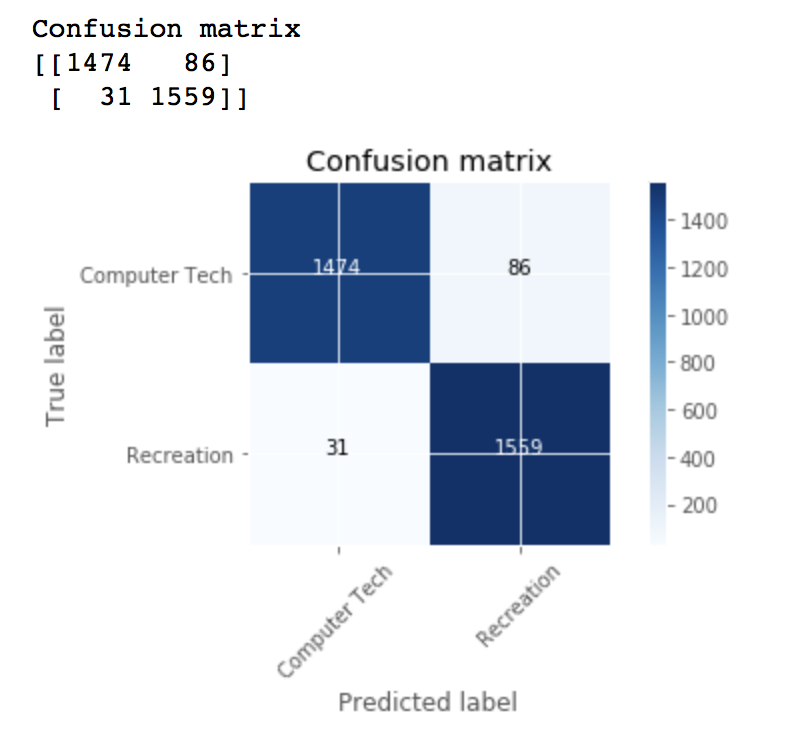 Confusion matrix
[[1474   86]
 [  31 1559]]
Confusion matrix
Computer Tech
1474
86
Recreation
31
1559
True label
Computer Tech
Recreation
Predicted label
1400
1200
1000
800
600
400
200